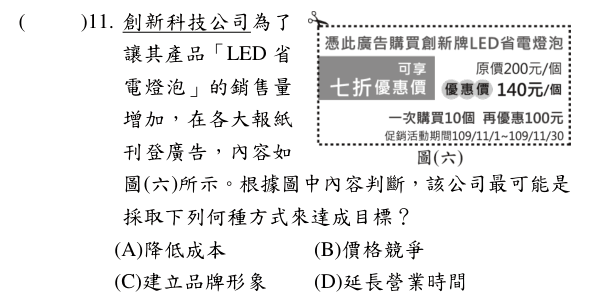 (　　)11. 創新科技公司為了
讓其產品「LED 省
電燈泡」的銷售量
增加，在各大報紙
刊登廣告，內容如
圖(六)所示。根據圖中內容判斷，該公司最可能是
採取下列何種方式來達成目標？
(A)降低成本
(B)價格競爭
(C)建立品牌形象
(D)延長營業時間
憑此廣告購買創新牌LED省電燈泡
可享
七折優惠價
原價200元/個
優惠價 140元/個
一次購買10個 再優惠100元
促銷活動期間109/11/1~109/11/30
圖(六)